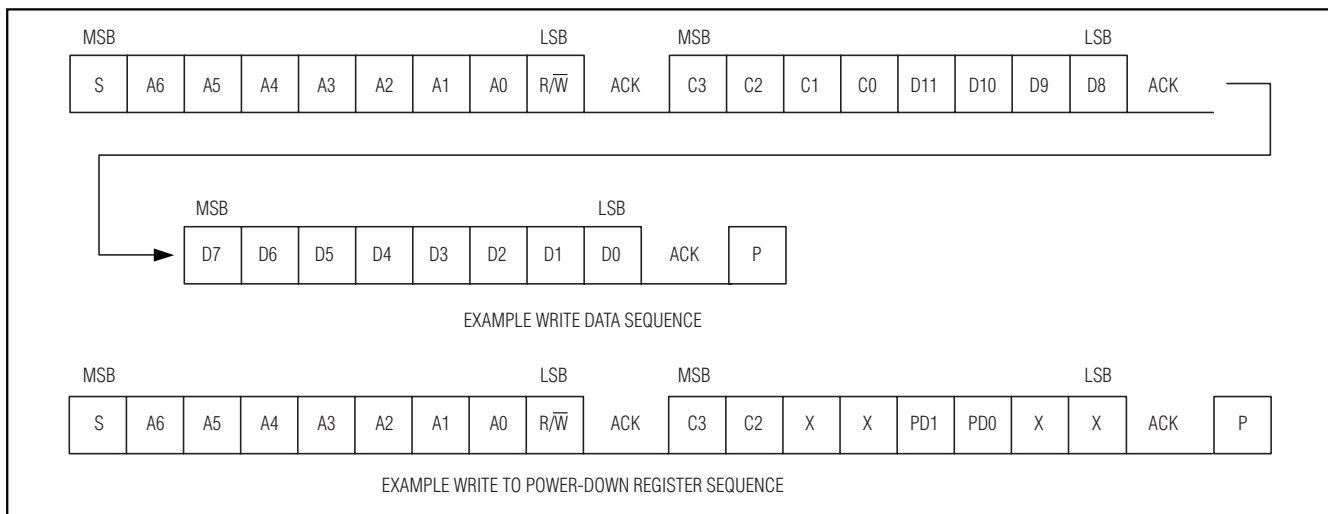 MSB LSB MSB LSB
S A6 A5 A4 A3 A2 A1 A0 R/W̅ ACK C3 C2 C1 C0 D11 D10 D9 D8 ACK
MSB LSB
D7 D6 D5 D4 D3 D2 D1 D0 ACK P
EXAMPLE WRITE DATA SEQUENCE
MSB LSB MSB LSB
S A6 A5 A4 A3 A2 A1 A0 R/W̅ ACK C3 C2 X X PD1 PD0 X X ACK P
EXAMPLE WRITE TO POWER-DOWN REGISTER SEQUENCE